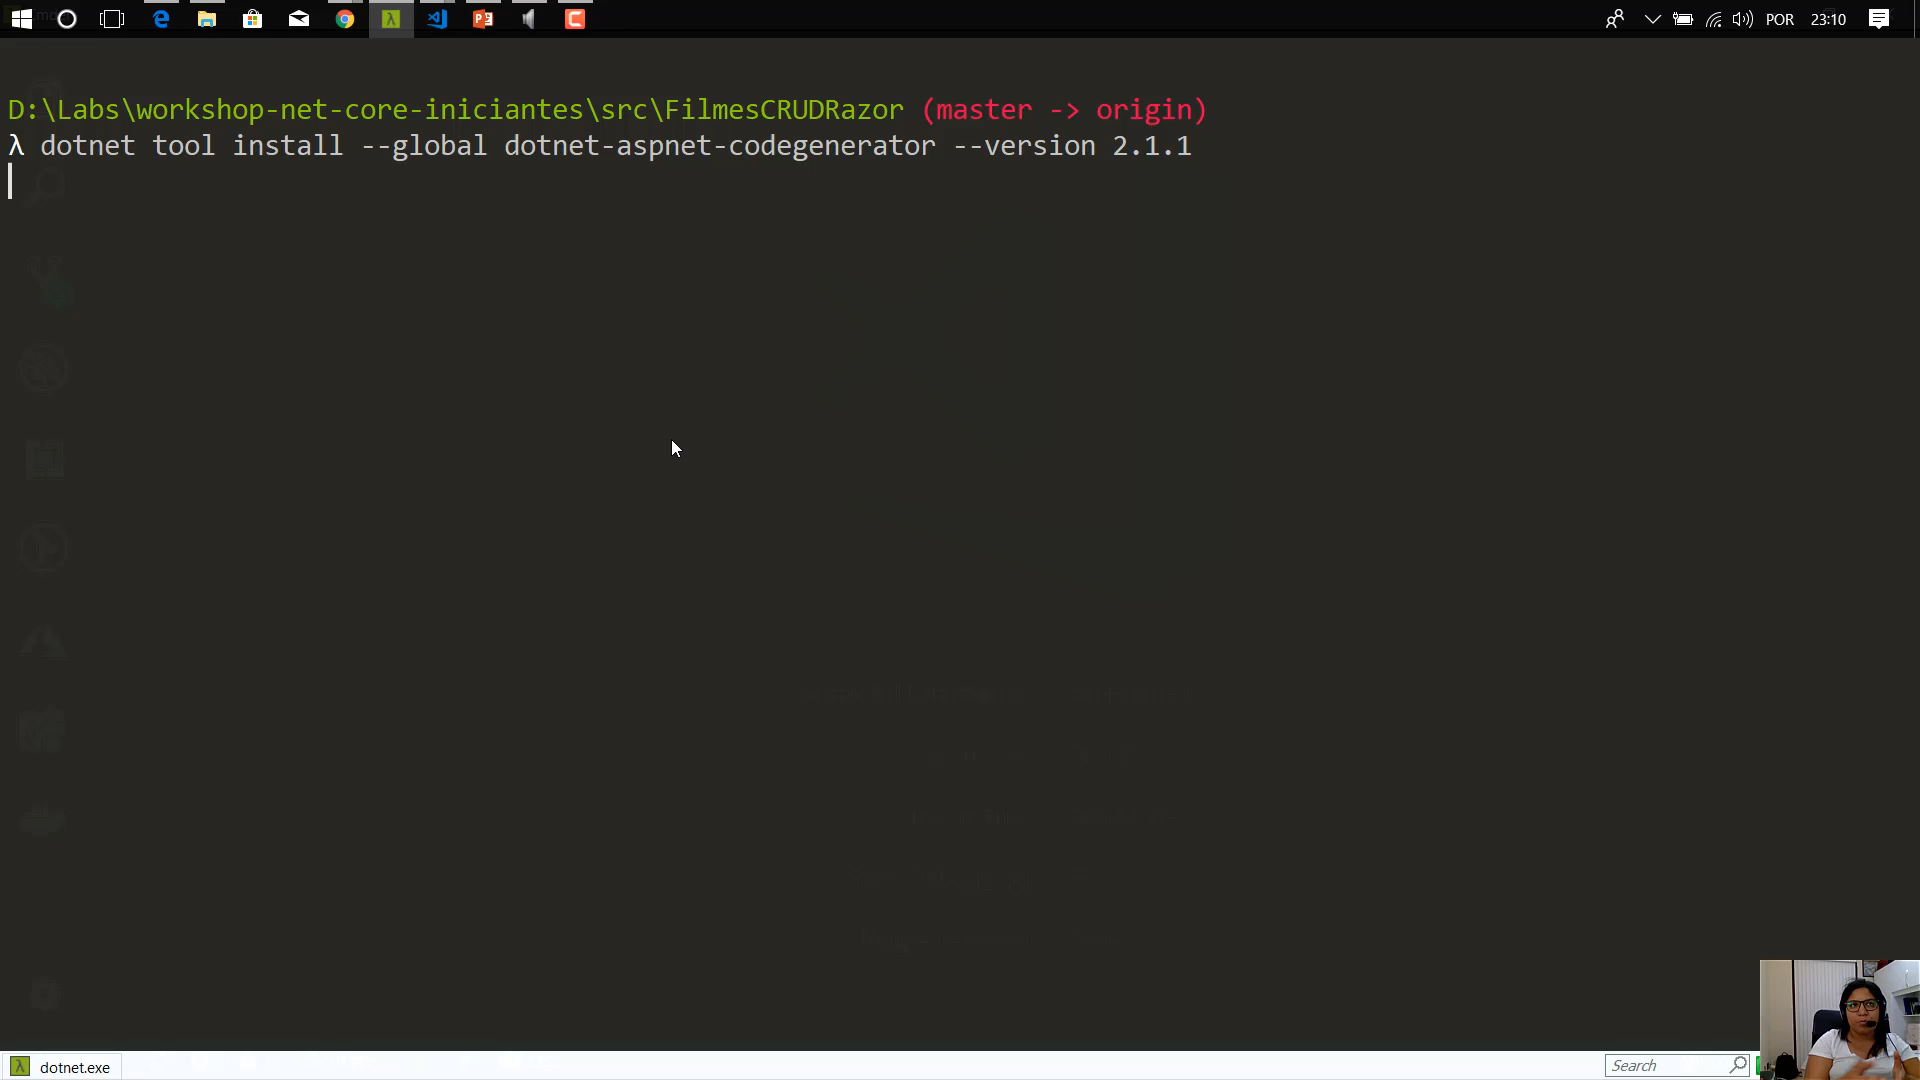 POR
23:10
D:\Labs\workshop-net-core-iniciantes\src\FilmesCRUDRazor (master -> origin)
λ dotnet tool install --global dotnet-aspnet-codegenerator --version 2.1.1
dotnet.exe
Search